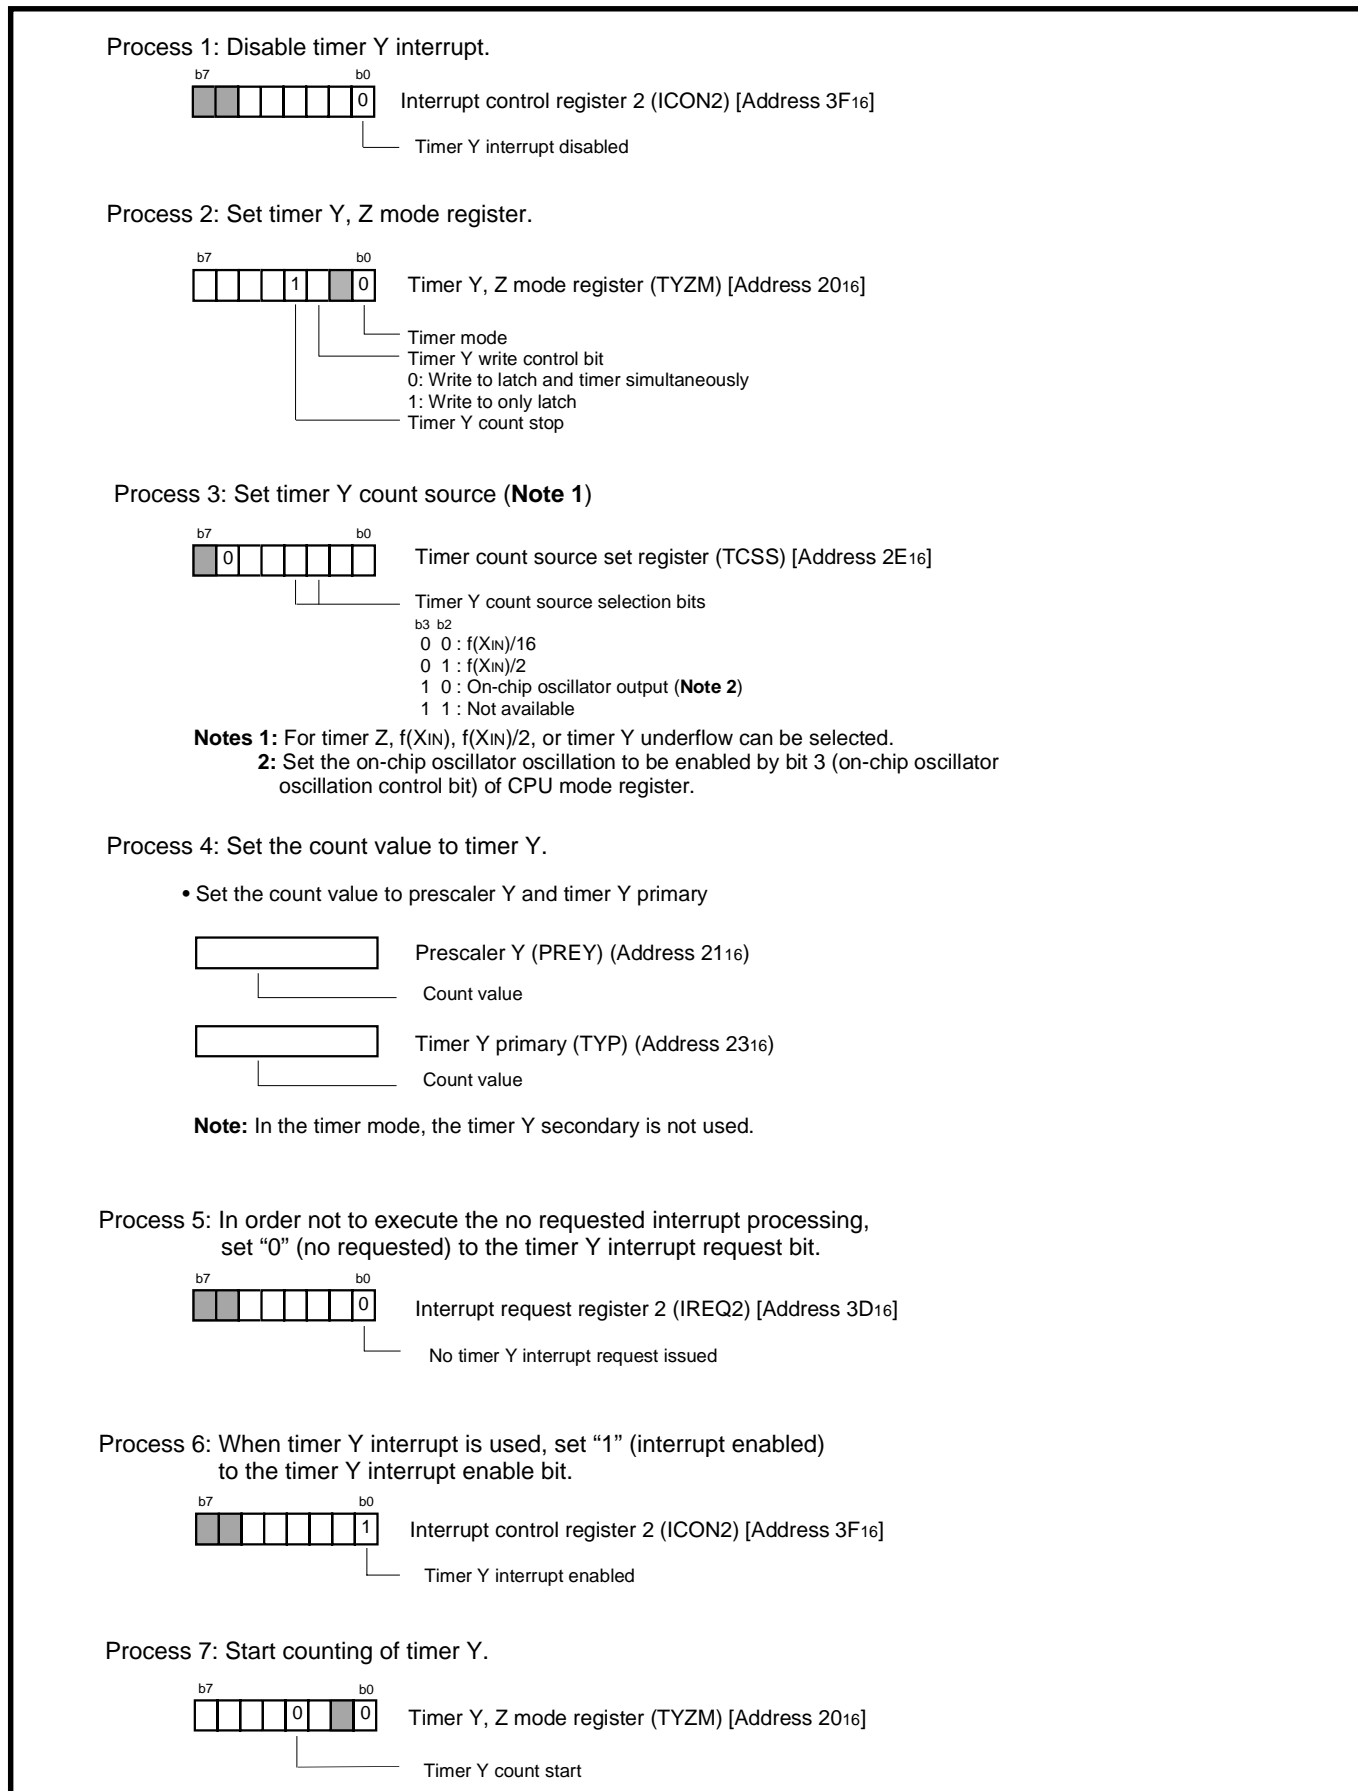 Process 1: Disable timer Y interrupt.
b7 b0
0 Interrupt control register 2 (ICON2) [Address 3F16]
Timer Y interrupt disabled
Process 2: Set timer Y, Z mode register.
b7 b0
1 0 Timer Y, Z mode register (TYZM) [Address 2016]
Timer mode
Timer Y write control bit
0: Write to latch and timer simultaneously
1: Write to only latch
Timer Y count stop
Process 3: Set timer Y count source (Note 1)
b7 b0
0 Timer count source set register (TCSS) [Address 2E16]
Timer Y count source selection bits
b3 b2
0 0 : f(XIN)/16
0 1 : f(XIN)/2
1 0 : On-chip oscillator output (Note 2)
1 1 : Not available
Notes 1: For timer Z, f(XIN), f(XIN)/2, or timer Y underflow can be selected.
2: Set the on-chip oscillator oscillation to be enabled by bit 3 (on-chip oscillator
oscillation control bit) of CPU mode register.
Process 4: Set the count value to timer Y.
• Set the count value to prescaler Y and timer Y primary
Prescaler Y (PREY) (Address 2116)
Count value
Timer Y primary (TYP) (Address 2316)
Count value
Note: In the timer mode, the timer Y secondary is not used.
Process 5: In order not to execute the no requested interrupt processing,
set “0” (no requested) to the timer Y interrupt request bit.
b7 b0
0 Interrupt request register 2 (IREQ2) [Address 3D16]
No timer Y interrupt request issued
Process 6: When timer Y interrupt is used, set “1” (interrupt enabled)
to the timer Y interrupt enable bit.
b7 b0
1 Interrupt control register 2 (ICON2) [Address 3F16]
Timer Y interrupt enabled
Process 7: Start counting of timer Y.
b7 b0
0 0 Timer Y, Z mode register (TYZM) [Address 2016]
Timer Y count start